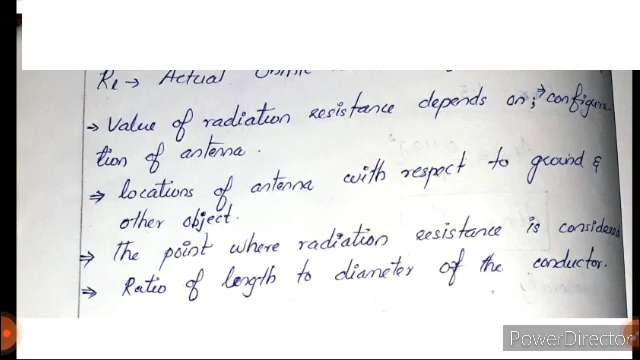 Rl → Actual Ohmic
→ Value of radiation resistance depends on; → configura-
tion of antenna.
⇒ locations of antenna with respect to ground &
other object.
⇒ The point where radiation resistance is considered
⇒ Ratio of length to diameter of the conductor.
PowerDirector